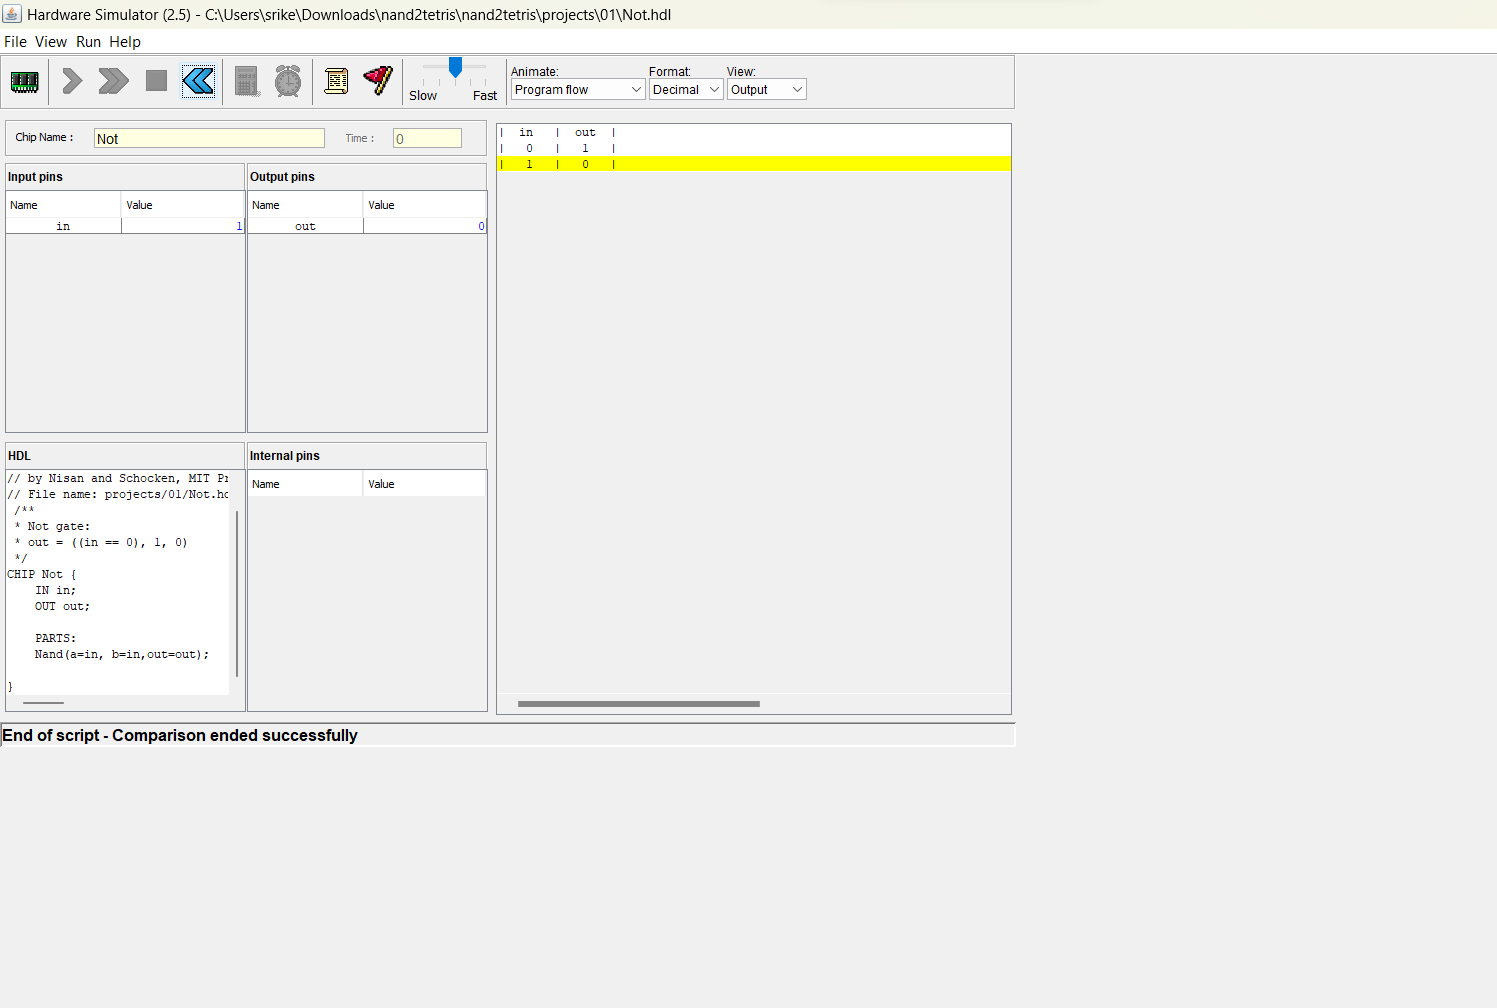 Hardware Simulator (2.5) - C:\Users\srike\Downloads\nand2tetris\nand2tetris\projects\01\Not.hdl
File View Run Help
Slow Fast
Animate: Format: View:
Program flow Decimal Output
Chip Name : Not Time : 0
Input pins
Name Value
in 1
Output pins
Name Value
out 0
HDL
// by Nisan and Schocken, MIT Pr
// File name: projects/01/Not.hd
/**
* Not gate:
* out = ((in == 0), 1, 0)
*/
CHIP Not {
IN in;
OUT out;
PARTS:
Nand(a=in, b=in,out=out);
}
Internal pins
Name Value
| in | out |
| 0 | 1 |
| 1 | 0 |
End of script - Comparison ended successfully